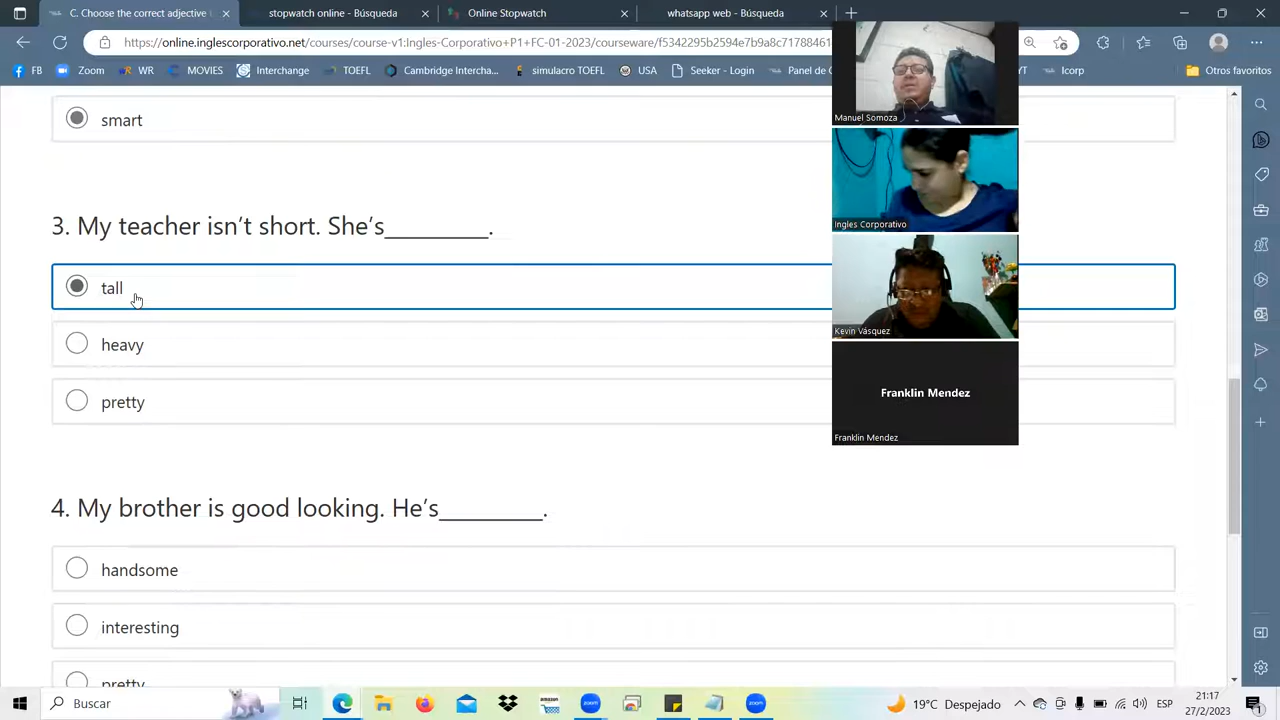 C. Choose the correct adjective
stopwatch online - Búsqueda
Online Stopwatch
whatsapp web - Búsqueda
https://online.inglescorporativo.net/courses/course-v1:Ingles-Corporativo
P1+FC-01-2023/courseware/f5342295b2594e7b9a8c71788461
FB
Zoom
WR
MOVIES
Interchange
TOEFL
Cambridge Intercha...
simulacro TOEFL
USA
Seeker - Login
Panel de C
YT
Icorp
Otros favoritos
Manuel Somoza
smart
Ingles Corporativo
3. My teacher isn’t short. She’s_________.
tall
heavy
pretty
Kevin Vásquez
Franklin Mendez
Franklin Mendez
4. My brother is good looking. He’s_________.
handsome
interesting
pretty
Buscar
19°C Despejado
ESP
21:17
27/2/2023